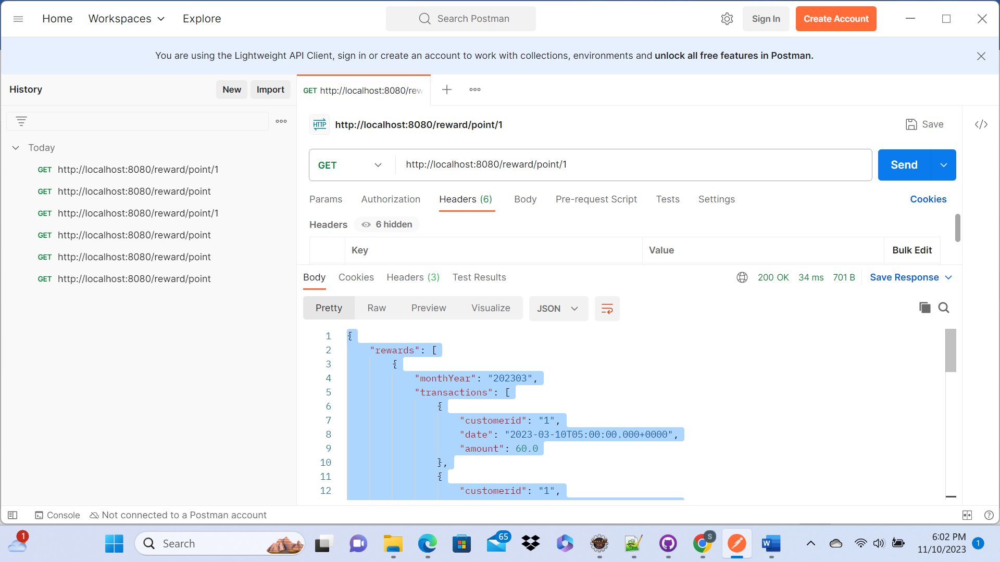 Home Workspaces Explore
Search Postman
Sign In Create Account
You are using the Lightweight API Client, sign in or create an account to work with collections, environments and unlock all free features in Postman.
History New Import
GET http://localhost:8080/rew
Today
GET http://localhost:8080/reward/point/1
GET http://localhost:8080/reward/point
GET http://localhost:8080/reward/point/1
GET http://localhost:8080/reward/point
GET http://localhost:8080/reward/point
GET http://localhost:8080/reward/point
HTTP http://localhost:8080/reward/point/1
Save </>
GET http://localhost:8080/reward/point/1
Send
Params Authorization Headers (6) Body Pre-request Script Tests Settings Cookies
Headers 6 hidden
Key Value Bulk Edit
Body Cookies Headers (3) Test Results 200 OK 34 ms 701 B Save Response
Pretty Raw Preview Visualize JSON
1 {
2 "rewards": [
3 {
4 "monthYear": "202303",
5 "transactions": [
6 {
7 "customerid": "1",
8 "date": "2023-03-10T05:00:00.000+0000",
9 "amount": 60.0
10 },
11 {
12 "customerid": "1",
Console Not connected to a Postman account
1
Search
65
Java EE IDE
S
W
6:02 PM
11/10/2023
1